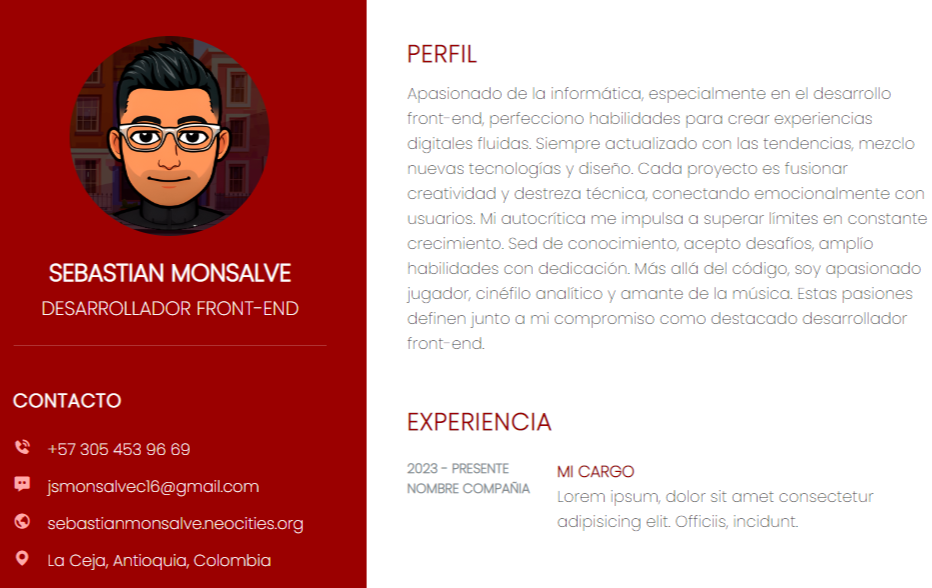 SEBASTIAN MONSALVE
DESARROLLADOR FRONT-END
CONTACTO
+57 305 453 96 69
jsmonsalvec16@gmail.com
sebastianmonsalve.neocities.org
La Ceja, Antioquia, Colombia
PERFIL
Apasionado de la informática, especialmente en el desarrollo
front-end, perfecciono habilidades para crear experiencias
digitales fluidas. Siempre actualizado con las tendencias, mezclo
nuevas tecnologías y diseño. Cada proyecto es fusionar
creatividad y destreza técnica, conectando emocionalmente con
usuarios. Mi autocrítica me impulsa a superar límites en constante
crecimiento. Sed de conocimiento, acepto desafíos, amplío
habilidades con dedicación. Más allá del código, soy apasionado
jugador, cinéfilo analítico y amante de la música. Estas pasiones
definen junto a mi compromiso como destacado desarrollador
front-end.
EXPERIENCIA
2023 - PRESENTE
NOMBRE COMPAÑIA
MI CARGO
Lorem ipsum, dolor sit amet consectetur
adipisicing elit. Officiis, incidunt.